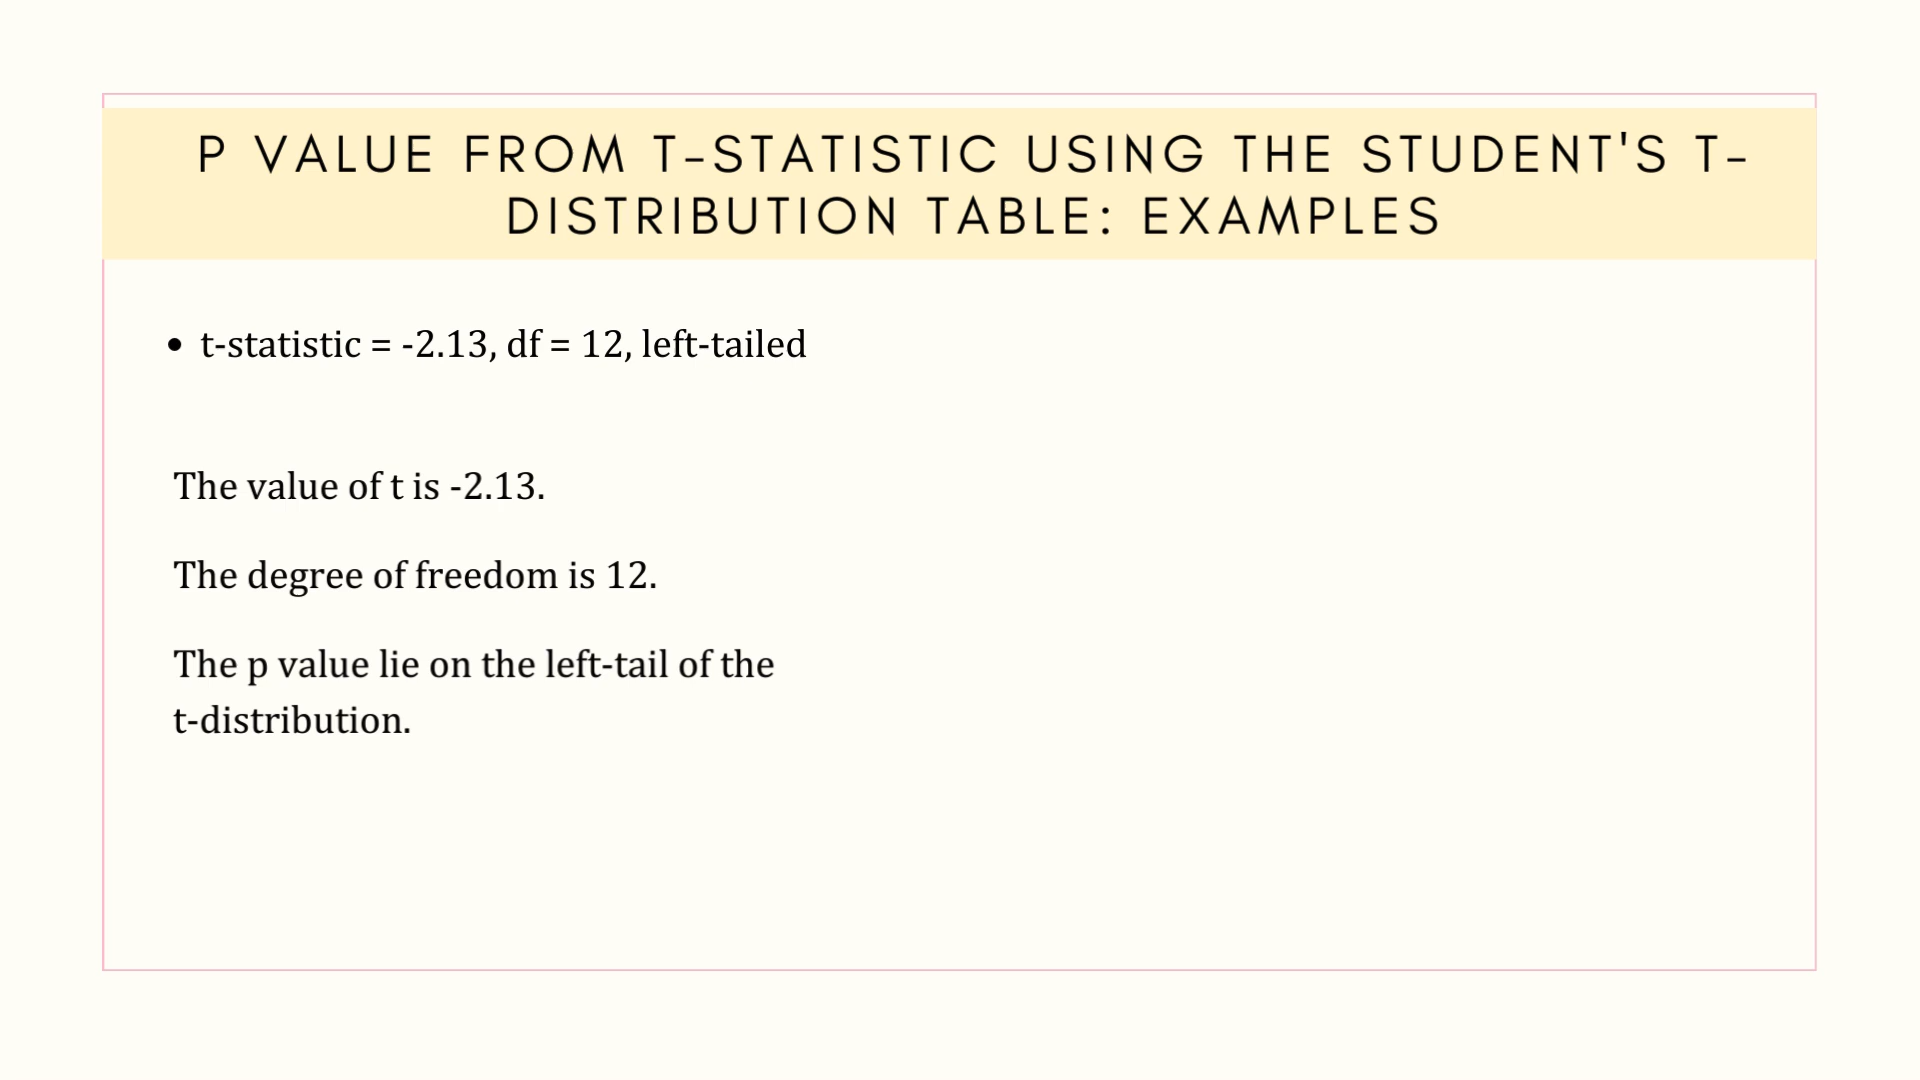 P VALUE FROM T-STATISTIC USING THE STUDENT'S T-
DISTRIBUTION TABLE: EXAMPLES
• t-statistic = -2.13, df = 12, left-tailed
The value of t is -2.13.
The degree of freedom is 12.
The p value lie on the left-tail of the
t-distribution.